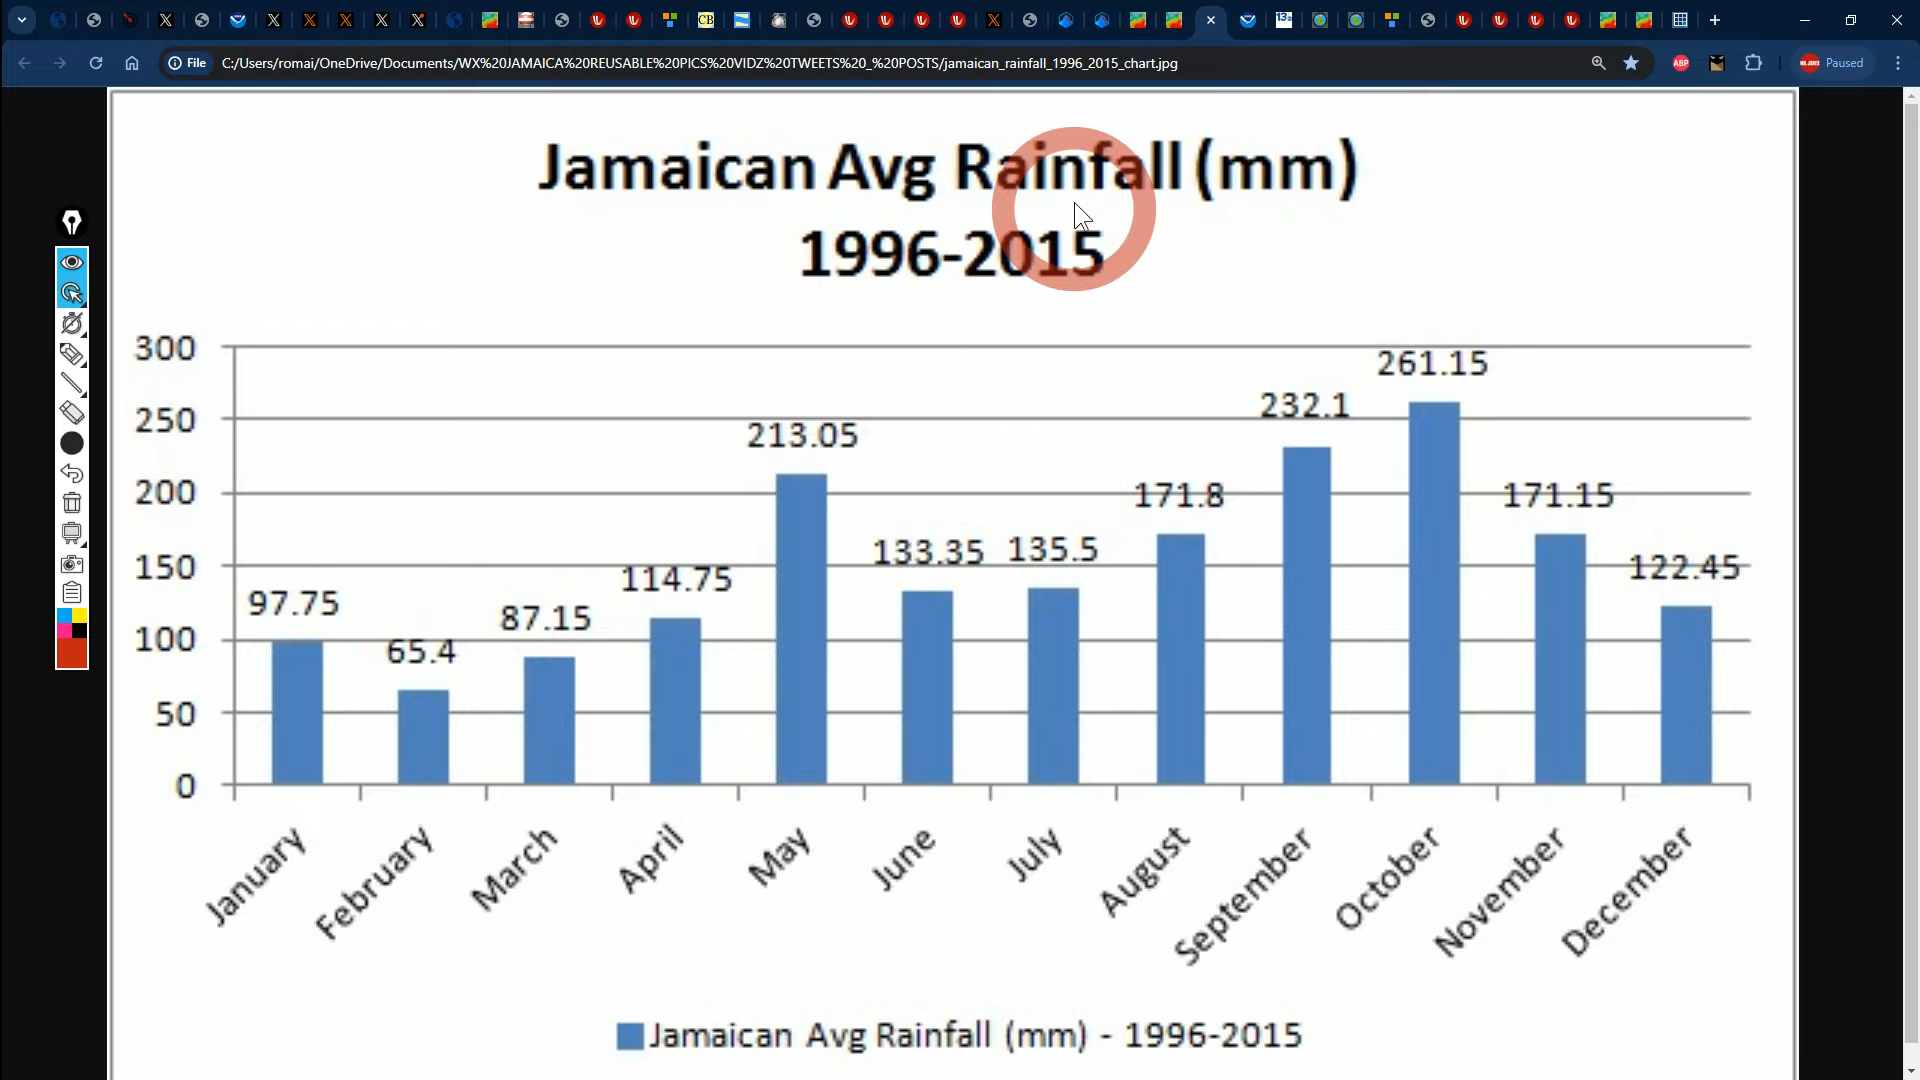 File
C:/Users/romai/OneDrive/Documents/WX%20JAMAICA%20REUSABLE%20PICS%20VIDZ%20TWEETS%20_%20POSTS/jamaican_rainfall_1996_2015_chart.jpg
ABP
Paused
Jamaican Avg Rainfall (mm)
1996-2015
300
250
200
150
100
50
0
97.75
65.4
87.15
114.75
213.05
133.35
135.5
171.8
232.1
261.15
171.15
122.45
January
February
March
April
May
June
July
August
September
October
November
December
Jamaican Avg Rainfall (mm) - 1996-2015